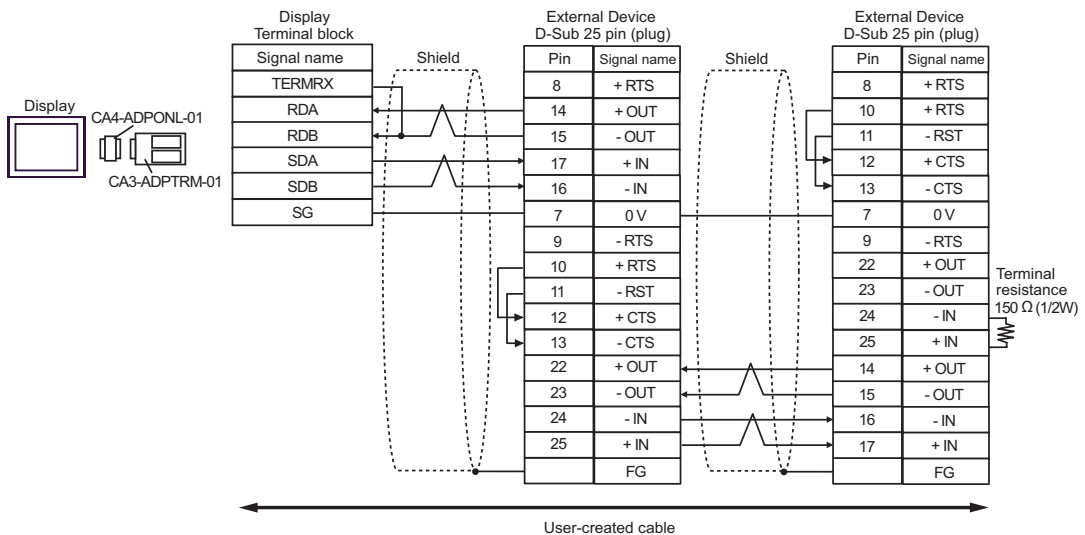 Display
CA4-ADPONL-01
CA3-ADPTRM-01
Display
Terminal block
Signal name
TERMRX
RDA
RDB
SDA
SDB
SG
Shield
External Device
D-Sub 25 pin (plug)
Pin Signal name
8 + RTS
14 + OUT
15 - OUT
17 + IN
16 - IN
7 0 V
9 - RTS
10 + RTS
11 - RST
12 + CTS
13 - CTS
22 + OUT
23 - OUT
24 - IN
25 + IN
FG
Shield
External Device
D-Sub 25 pin (plug)
Pin Signal name
8 + RTS
10 + RTS
11 - RST
12 + CTS
13 - CTS
7 0 V
9 - RTS
22 + OUT
23 - OUT
24 - IN
25 + IN
14 + OUT
15 - OUT
16 - IN
17 + IN
FG
Terminal
resistance
150 Ω (1/2W)
User-created cable